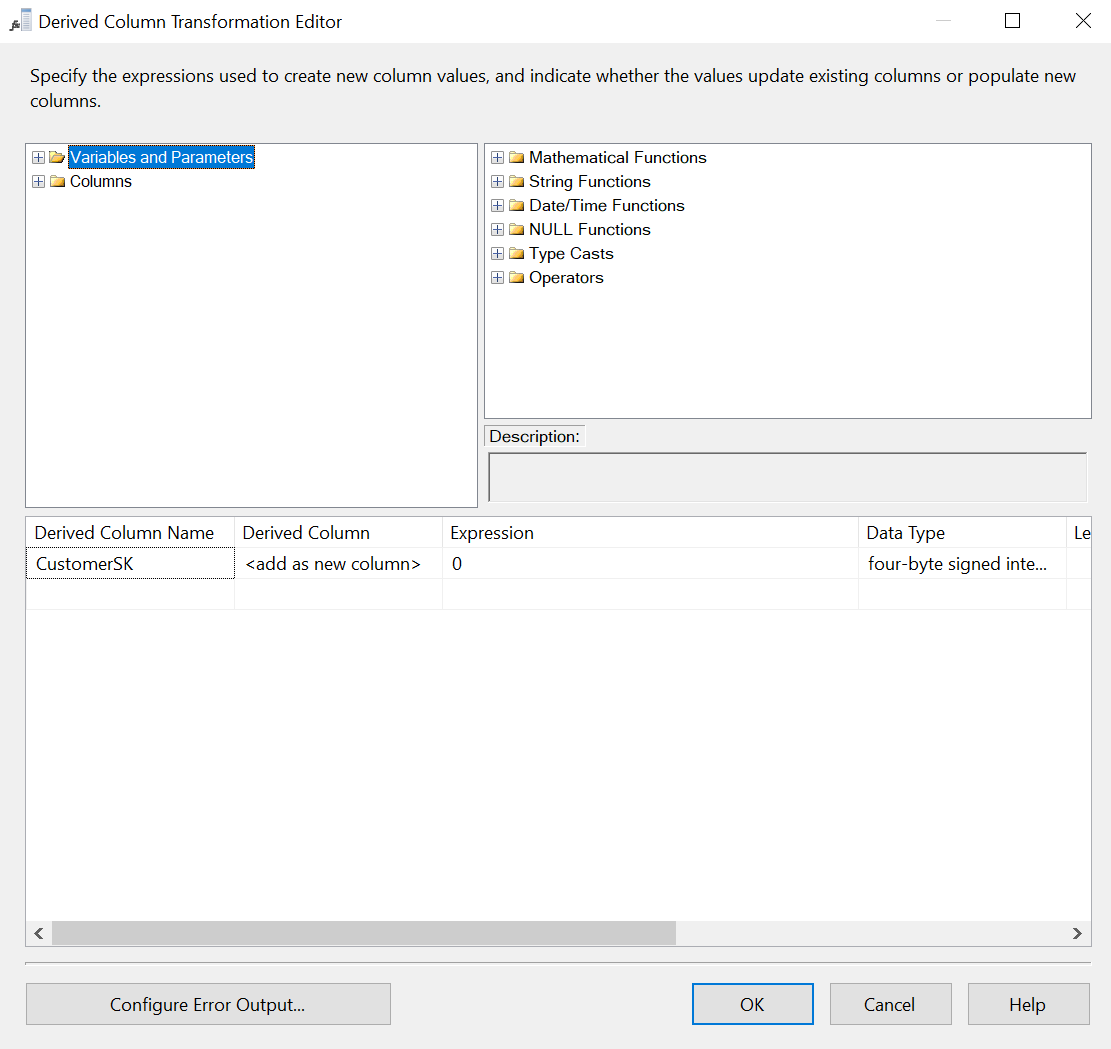 Derived Column Transformation Editor
Specify the expressions used to create new column values, and indicate whether the values update existing columns or populate new
columns.
Variables and Parameters
Columns
Mathematical Functions
String Functions
Date/Time Functions
NULL Functions
Type Casts
Operators
Description:
Derived Column Name Derived Column Expression Data Type Le
CustomerSK <add as new column> 0 four-byte signed inte...
Configure Error Output... OK Cancel Help